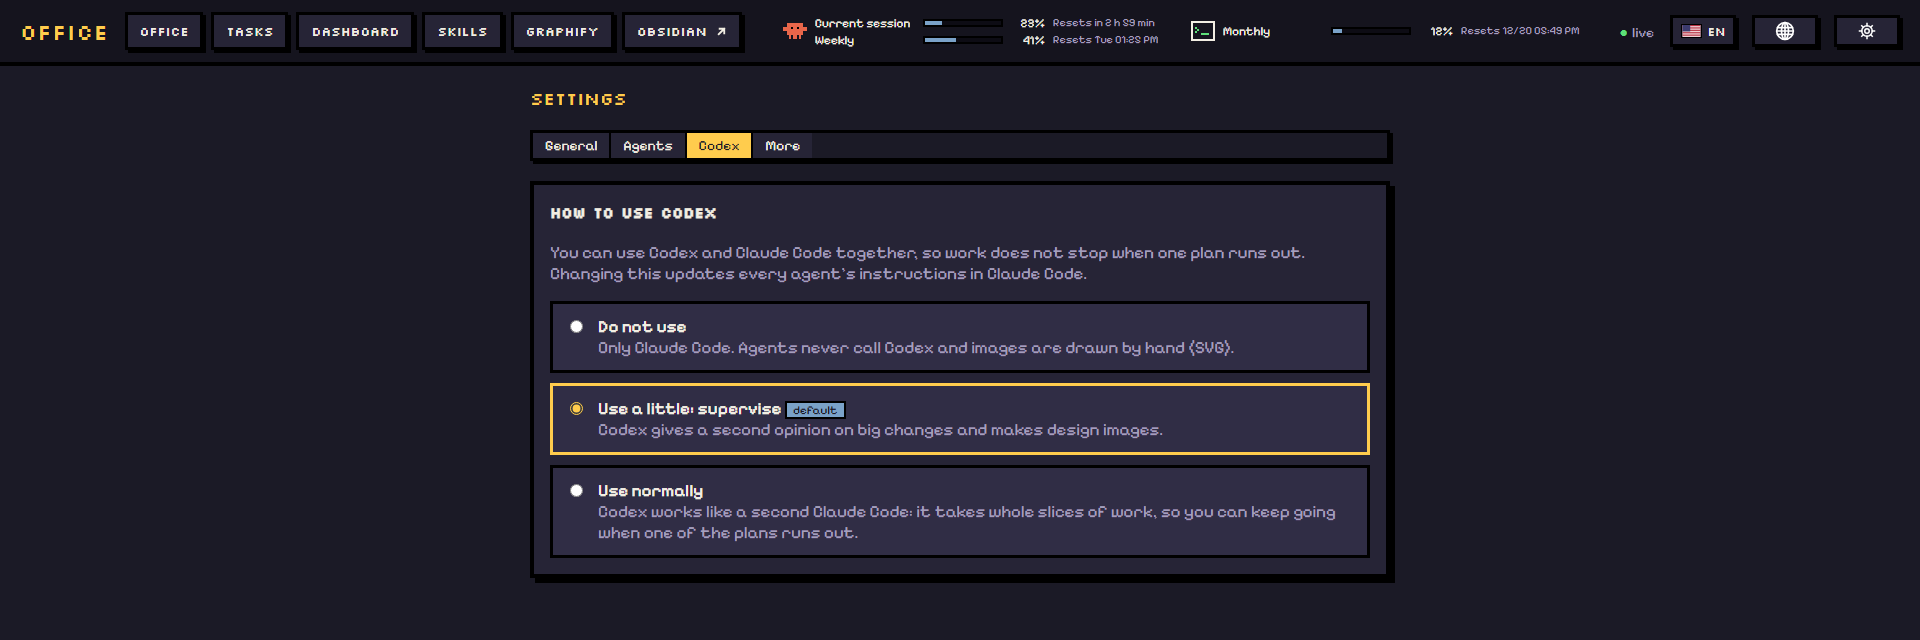 OFFICE
OFFICE
TASKS
DASHBOARD
SKILLS
GRAPHIFY
OBSIDIAN ↗
Current session 23% Resets in 2 h 59 min
Weekly 41% Resets Tue 01:25 PM
Monthly 12% Resets 12/20 05:49 PM
live
EN
SETTINGS
General Agents Codex More
HOW TO USE CODEX
You can use Codex and Claude Code together, so work does not stop when one plan runs out.
Changing this updates every agent's instructions in Claude Code.
Do not use
Only Claude Code. Agents never call Codex and images are drawn by hand (SVG).
Use a little: supervise default
Codex gives a second opinion on big changes and makes design images.
Use normally
Codex works like a second Claude Code: it takes whole slices of work, so you can keep going
when one of the plans runs out.